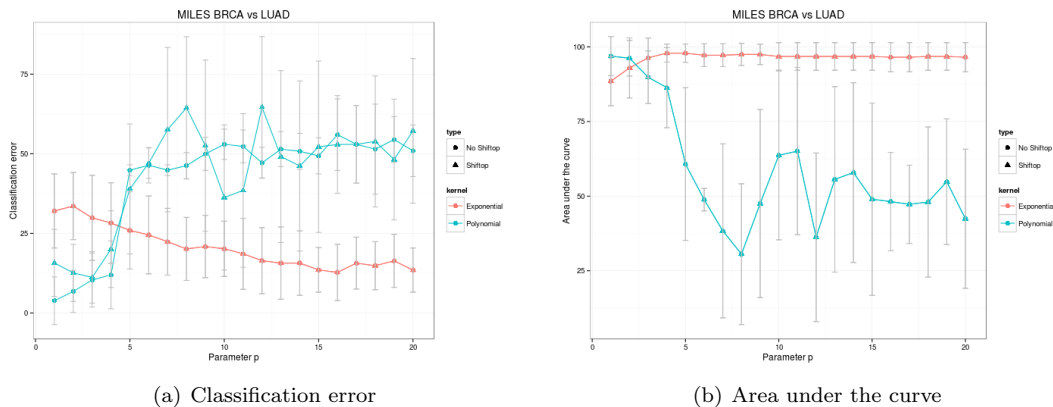 MILES BRCA vs LUAD
75
50
25
0
Classification error
0
5
10
15
20
Parameter p
type
No Shiftop
Shiftop
kernel
Exponential
Polynomial
(a) Classification error
MILES BRCA vs LUAD
100
75
50
25
Area under the curve
0
5
10
15
20
Parameter p
type
No Shiftop
Shiftop
kernel
Exponential
Polynomial
(b) Area under the curve